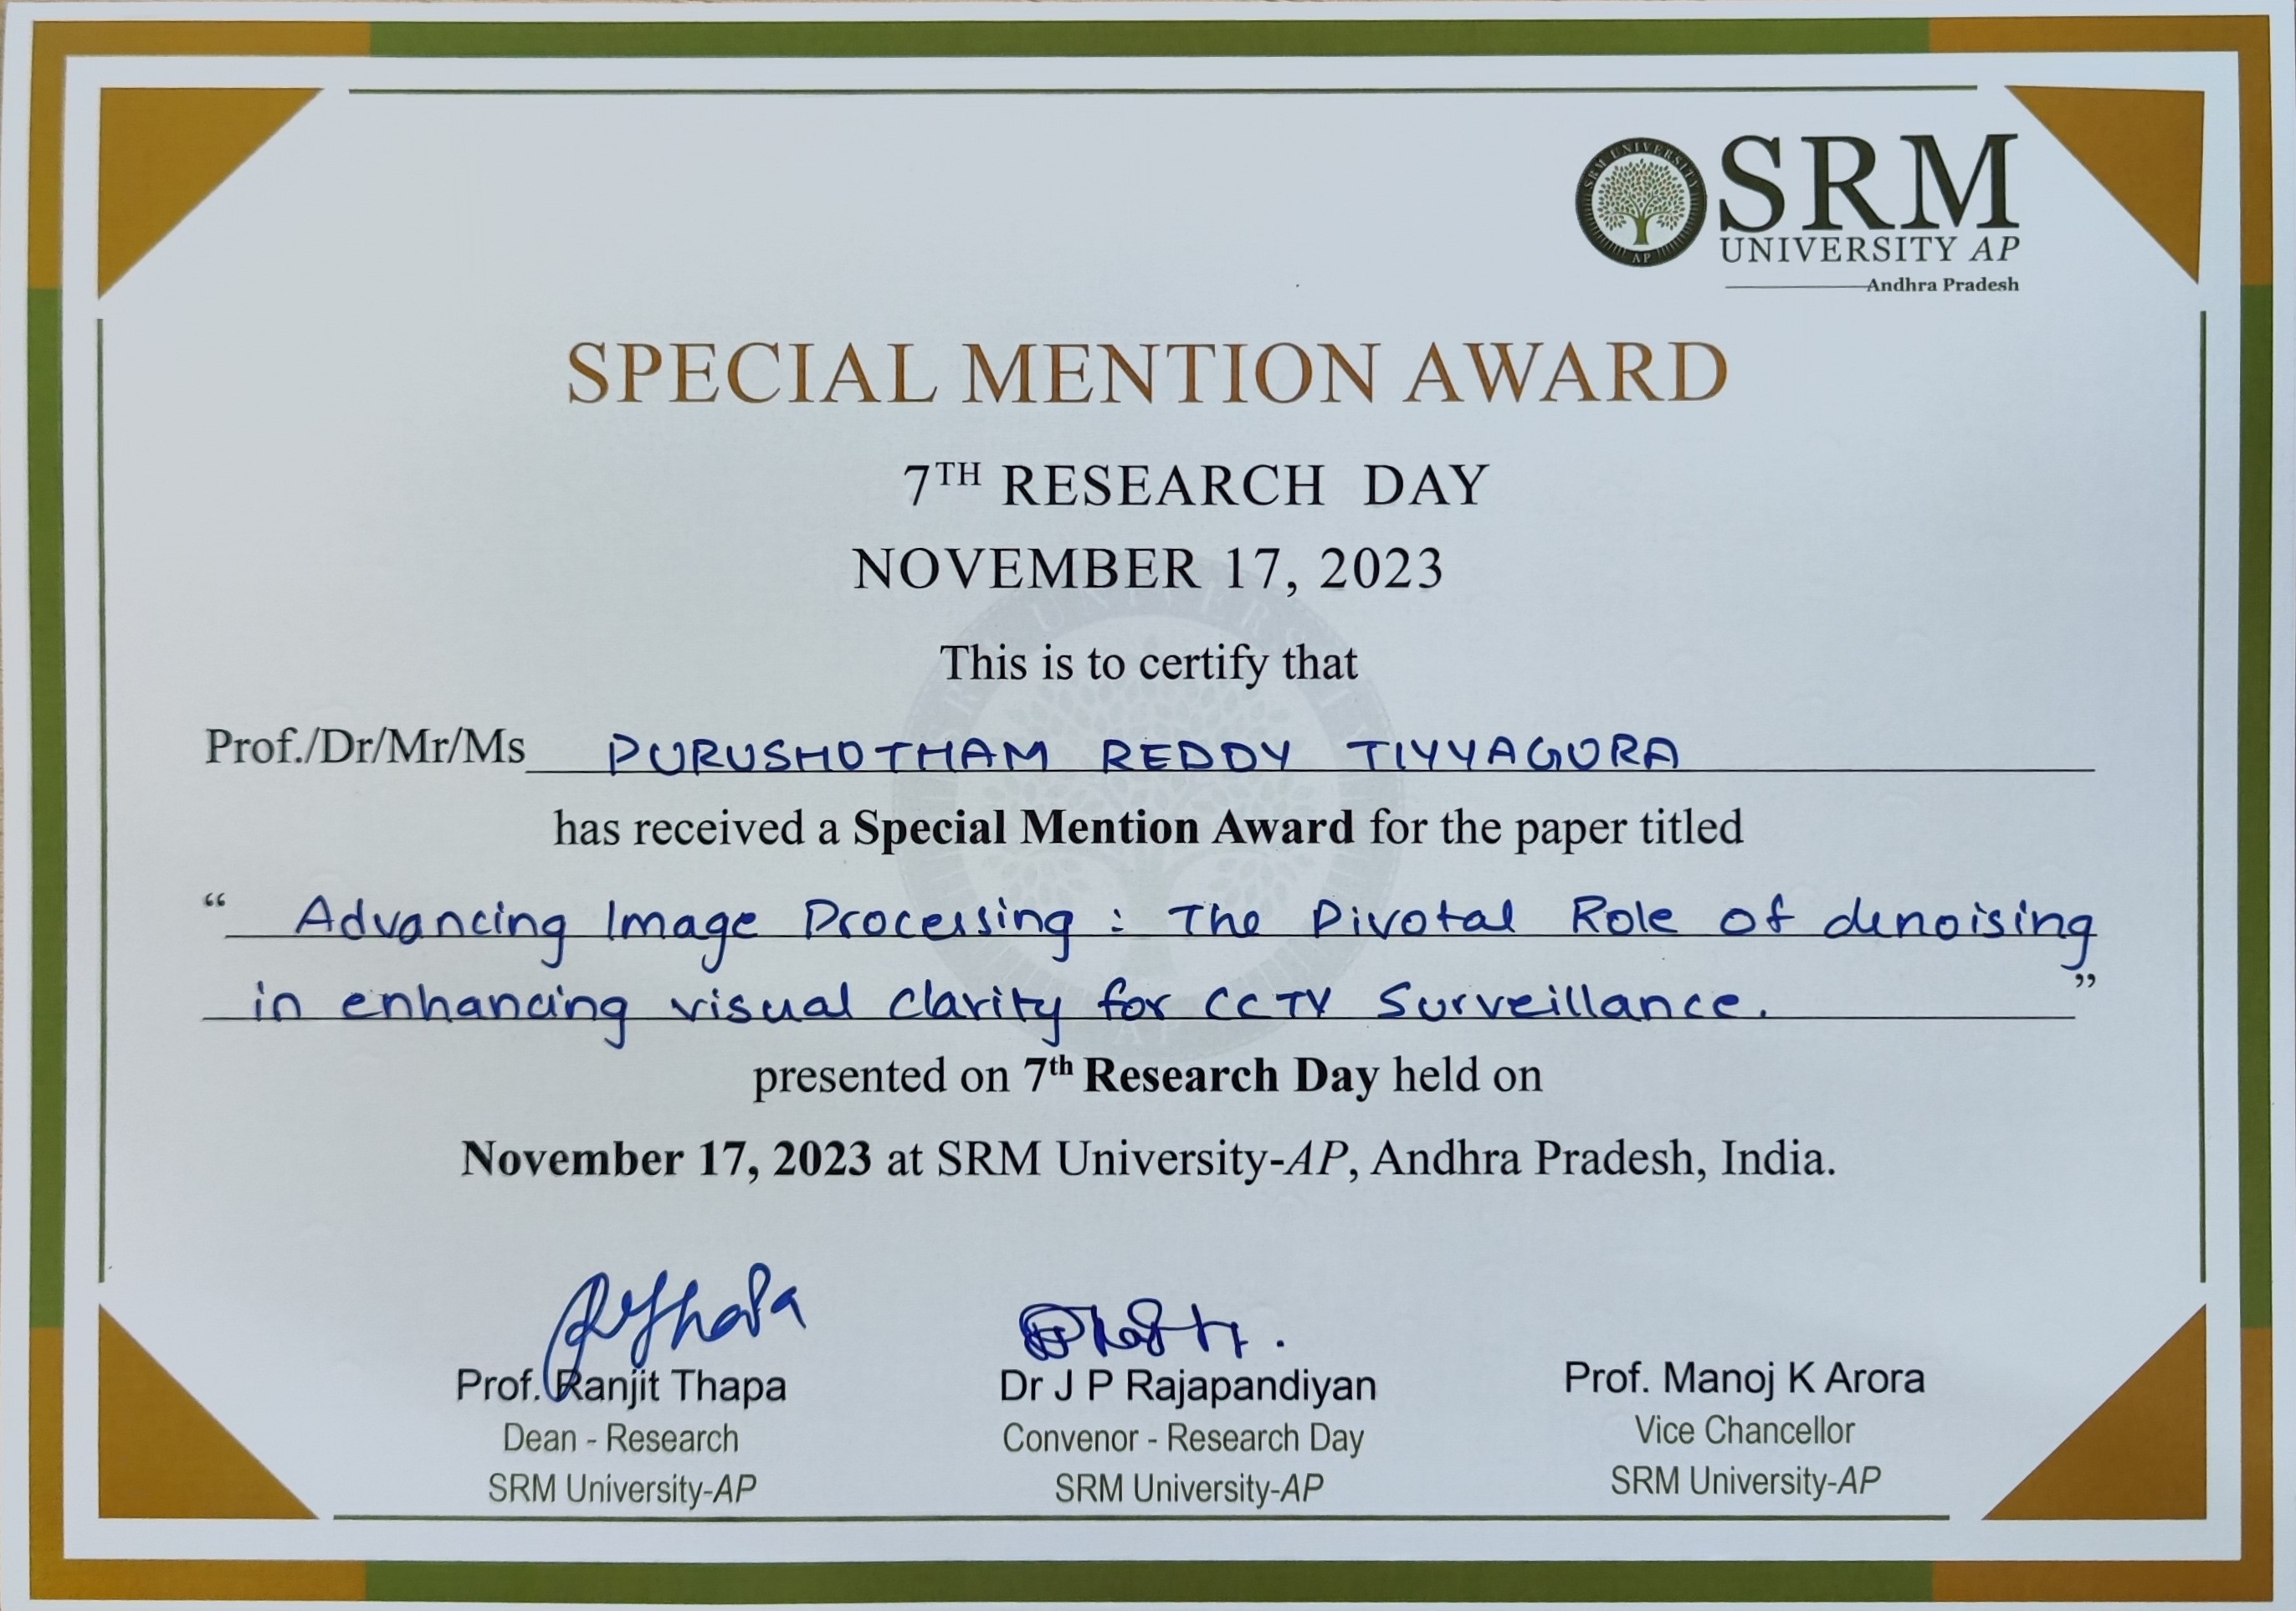 SRM UNIVERSITY
AP
SRM
UNIVERSITY AP
Andhra Pradesh
SPECIAL MENTION AWARD
7TH RESEARCH DAY
NOVEMBER 17, 2023
This is to certify that
Prof./Dr/Mr/Ms PURUSHOTHAM REDDY TIYYAGURA
has received a Special Mention Award for the paper titled
“ Advancing Image Processing : The Pivotal Role of denoising
in enhancing visual clarity for CCTV Surveillance. ”
presented on 7th Research Day held on
November 17, 2023 at SRM University-AP, Andhra Pradesh, India.
Prof. Ranjit Thapa
Dean - Research
SRM University-AP
Dr J P Rajapandiyan
Convenor - Research Day
SRM University-AP
Prof. Manoj K Arora
Vice Chancellor
SRM University-AP